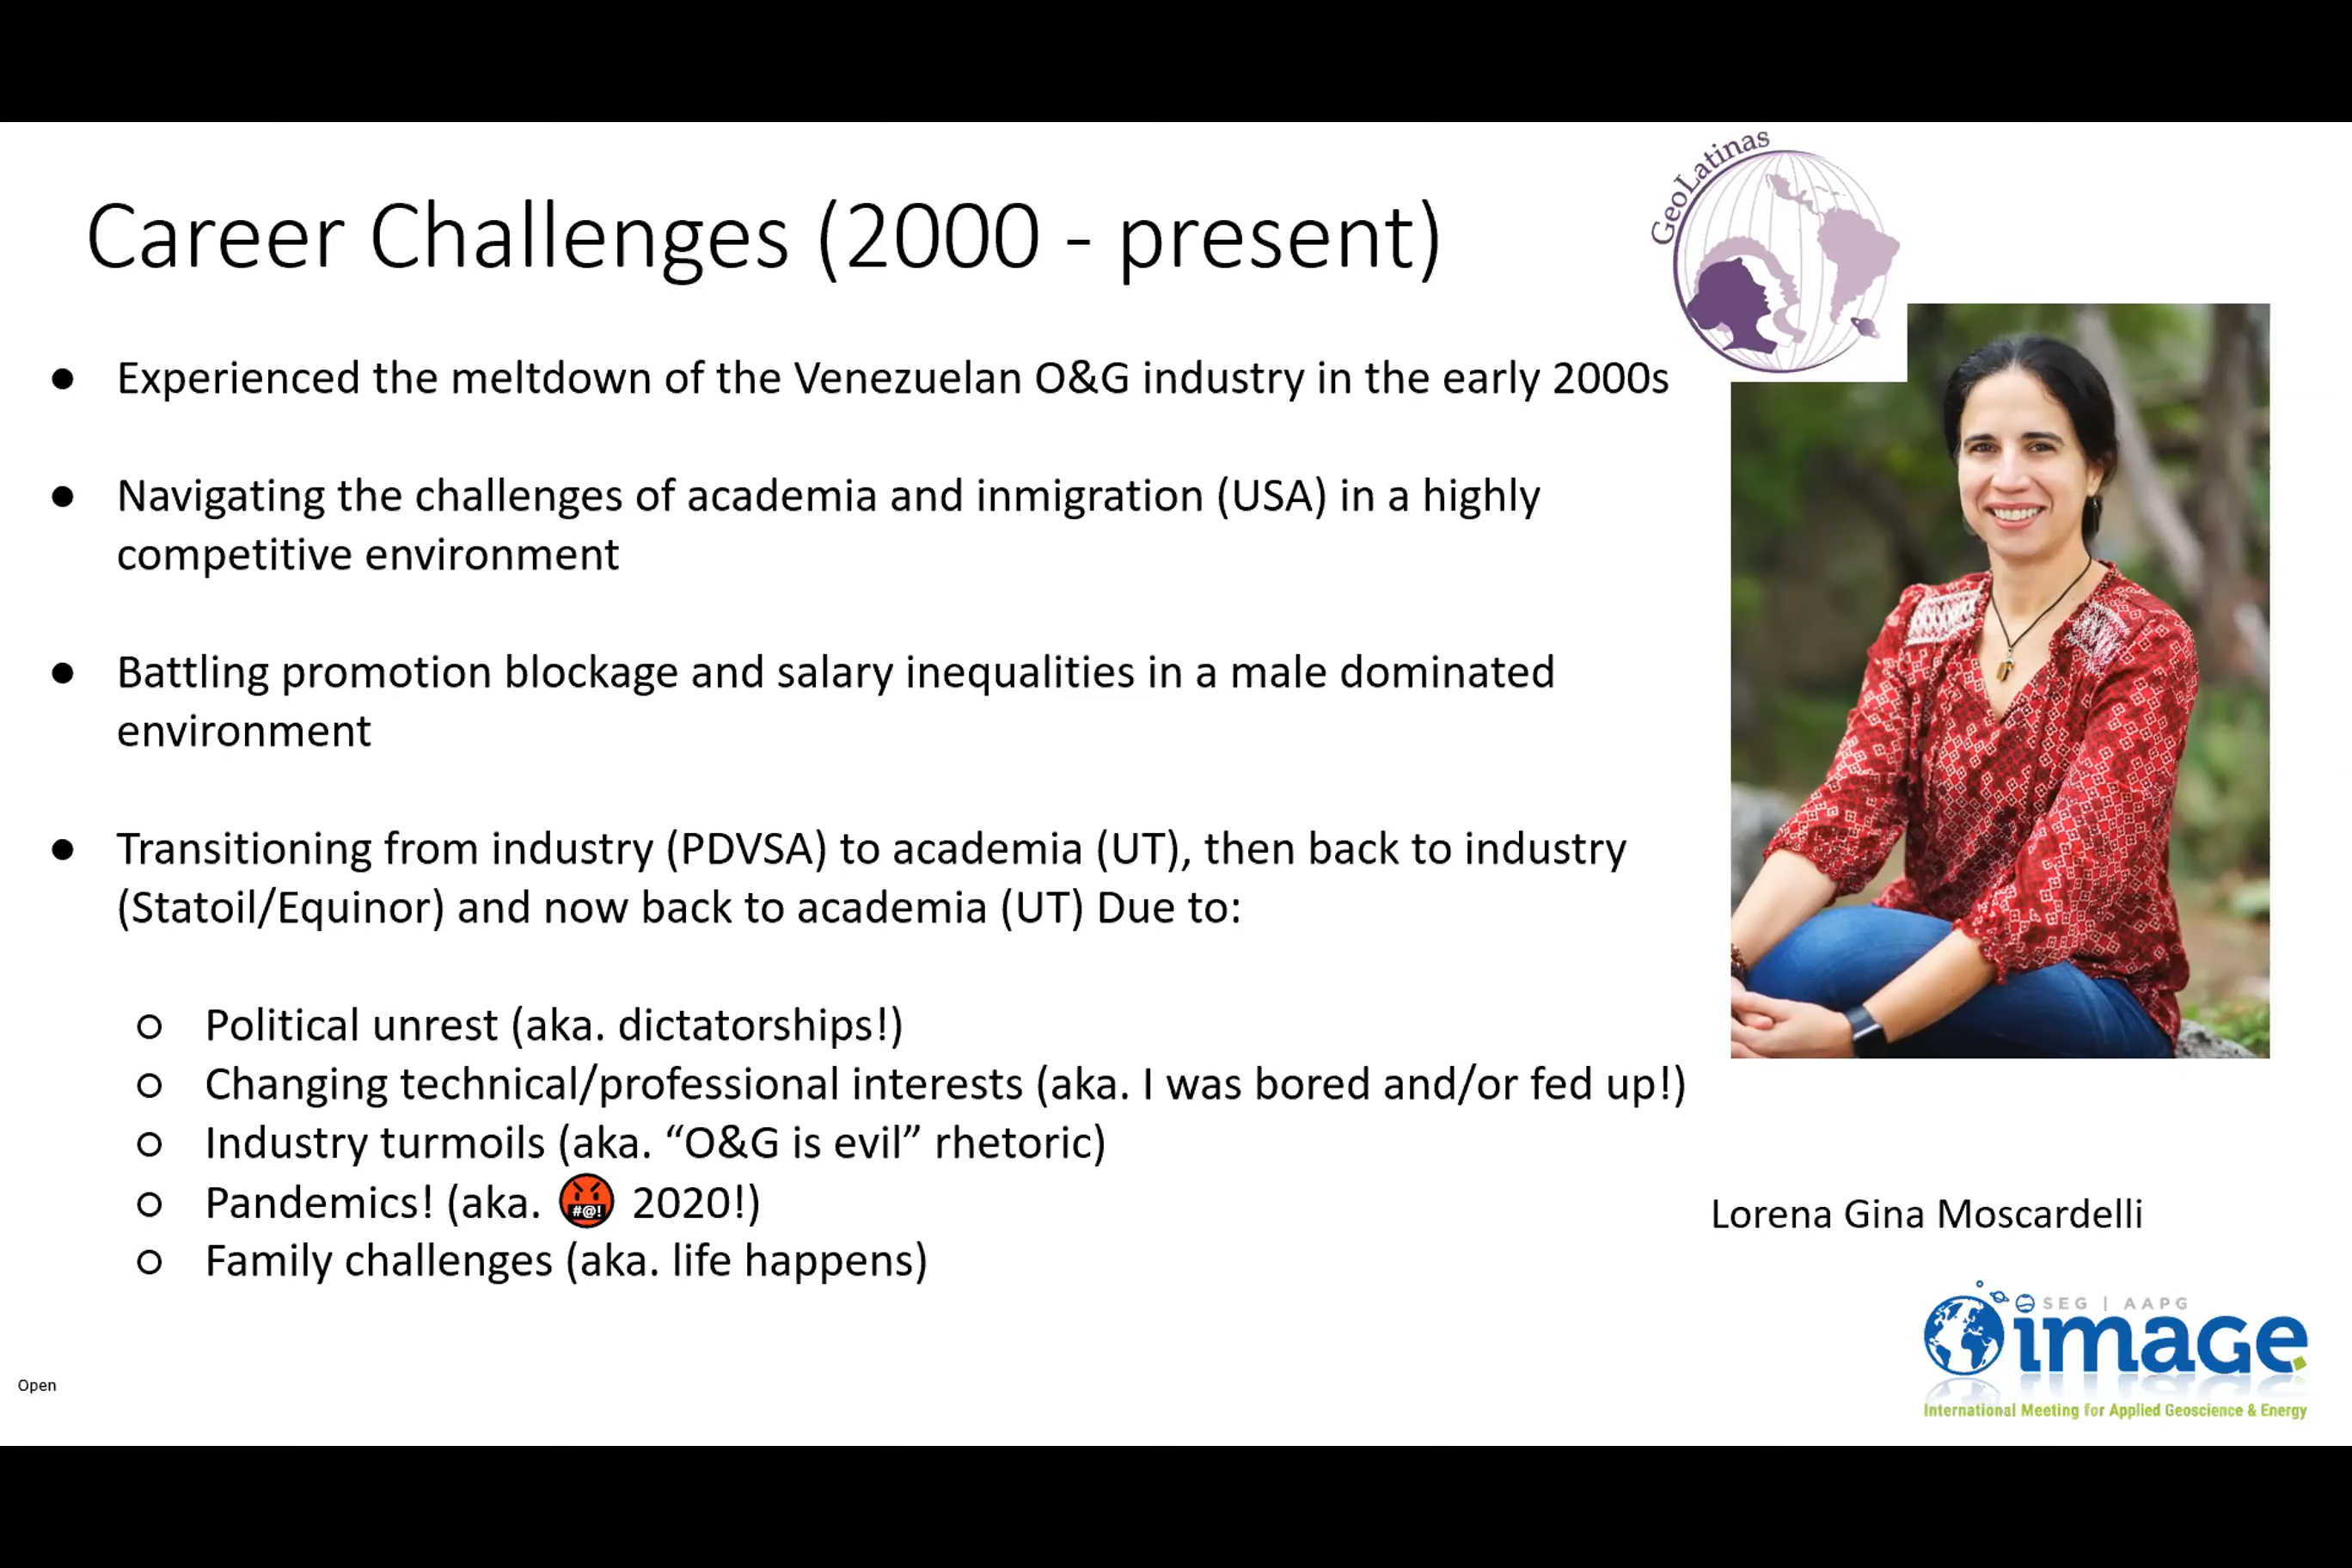 GeoLatinas
Career Challenges (2000 - present)
● Experienced the meltdown of the Venezuelan O&G industry in the early 2000s
● Navigating the challenges of academia and inmigration (USA) in a highly
competitive environment
● Battling promotion blockage and salary inequalities in a male dominated
environment
● Transitioning from industry (PDVSA) to academia (UT), then back to industry
(Statoil/Equinor) and now back to academia (UT) Due to:
○ Political unrest (aka. dictatorships!)
○ Changing technical/professional interests (aka. I was bored and/or fed up!)
○ Industry turmoils (aka. “O&G is evil” rhetoric)
○ Pandemics! (aka. 🤬 2020!)
○ Family challenges (aka. life happens)
Lorena Gina Moscardelli
SEG | AAPG
image
International Meeting for Applied Geoscience & Energy
Open